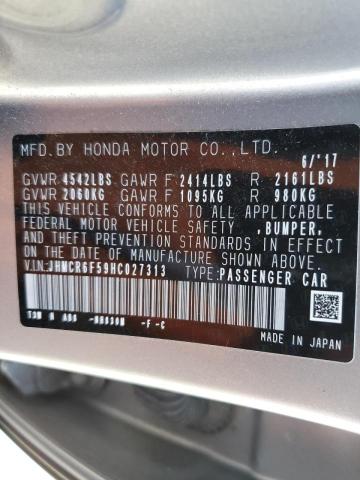 MFD.BY HONDA MOTOR CO.,LTD.
6/'17
GVWR 4542LBS GAWR F 2414LBS R 2161LBS
GVWR 2060KG GAWR F 1095KG R 980KG
THIS VEHICLE CONFORMS TO ALL APPLICABLE
FEDERAL MOTOR VEHICLE SAFETY ,BUMPER,
AND THEFT PREVENTION STANDARDS IN EFFECT
ON THE DATE OF MANUFACTURE SHOWN ABOVE.
V.I.N:JHMCR6F59HC027313 TYPE:PASSENGER CAR
-F -C
MADE IN JAPAN